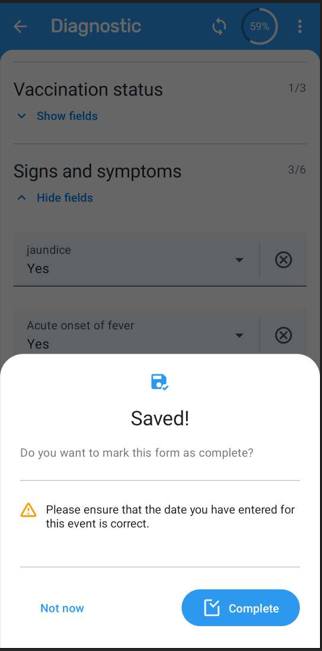 Diagnostic
59%
Vaccination status
1/3
Show fields
Signs and symptoms
3/6
Hide fields
jaundice
Yes
Acute onset of fever
Yes
Saved!
Do you want to mark this form as complete?
Please ensure that the date you have entered for
this event is correct.
Not now
Complete